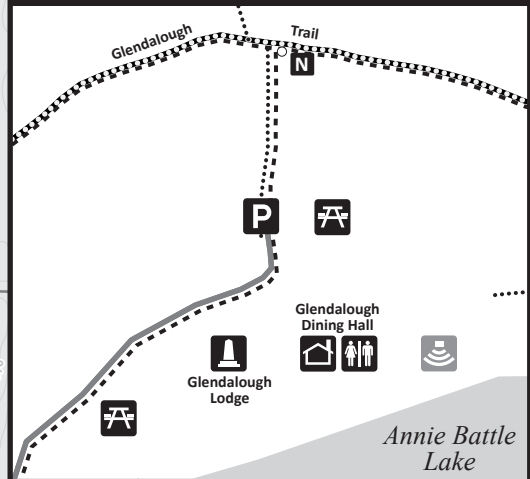 Glendalough Trail
N
P
Glendalough
Dining Hall
Glendalough
Lodge
Annie Battle
Lake